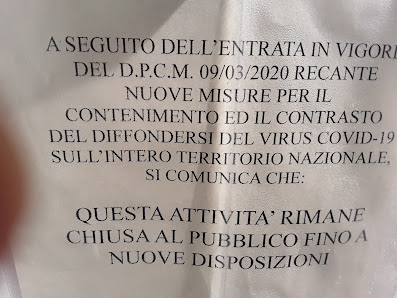 A SEGUITO DELL'ENTRATA IN VIGORE
DEL D.P.C.M. 09/03/2020 RECANTE
NUOVE MISURE PER IL
CONTENIMENTO ED IL CONTRASTO
DEL DIFFONDERSI DEL VIRUS COVID-19
SULL'INTERO TERRITORIO NAZIONALE,
SI COMUNICA CHE:
QUESTA ATTIVITA' RIMANE
CHIUSA AL PUBBLICO FINO A
NUOVE DISPOSIZIONI